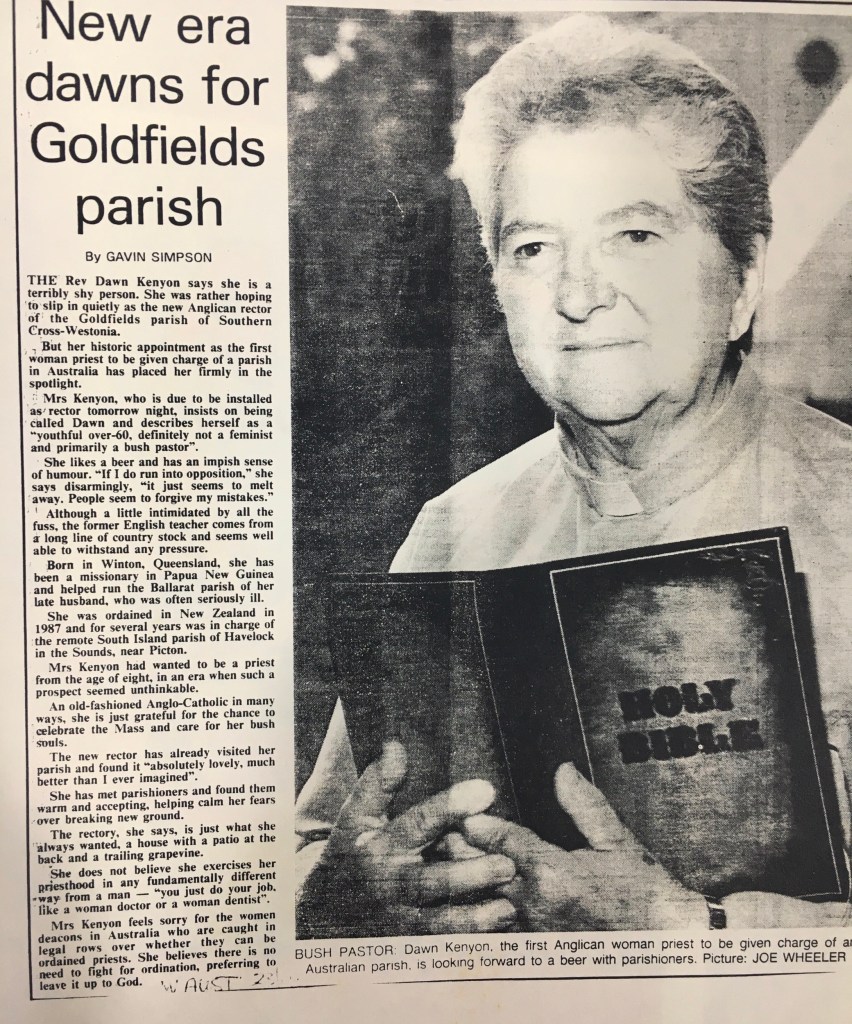 New era
dawns for
Goldfields
parish
By GAVIN SIMPSON
THE Rev Dawn Kenyon says she is a
terribly shy person. She was rather hoping
to slip in quietly as the new Anglican rector
of the Goldfields parish of Southern
Cross-Westonia.
But her historic appointment as the first
woman priest to be given charge of a parish
in Australia has placed her firmly in the
spotlight.
Mrs Kenyon, who is due to be installed
as rector tomorrow night, insists on being
called Dawn and describes herself as a
"youthful over-60, definitely not a feminist
and primarily a bush pastor".
She likes a beer and has an impish sense
of humour. "If I do run into opposition," she
says disarmingly, "it just seems to melt
away. People seem to forgive my mistakes."
Although a little intimidated by all the
fuss, the former English teacher comes from
a long line of country stock and seems well
able to withstand any pressure.
Born in Winton, Queensland, she has
been a missionary in Papua New Guinea
and helped run the Ballarat parish of her
late husband, who was often seriously ill.
She was ordained in New Zealand in
1987 and for several years was in charge of
the remote South Island parish of Havelock
in the Sounds, near Picton.
Mrs Kenyon had wanted to be a priest
from the age of eight, in an era when such a
prospect seemed unthinkable.
An old-fashioned Anglo-Catholic in many
ways, she is just grateful for the chance to
celebrate the Mass and care for her bush
souls.
The new rector has already visited her
parish and found it "absolutely lovely, much
better than I ever imagined".
She has met parishioners and found them
warm and accepting, helping calm her fears
over breaking new ground.
The rectory, she says, is just what she
always wanted, a house with a patio at the
back and a trailing grapevine.
She does not believe she exercises her
priesthood in any fundamentally different
way from a man — "you just do your job,
like a woman doctor or a woman dentist".
Mrs Kenyon feels sorry for the women
deacons in Australia who are caught in
legal rows over whether they can be
ordained priests. She believes there is no
need to fight for ordination, preferring to
leave it up to God.
W AUST
HOLY
BIBLE
BUSH PASTOR: Dawn Kenyon, the first Anglican woman priest to be given charge of
Australian parish, is looking forward to a beer with parishioners. Picture: JOE WHEELER